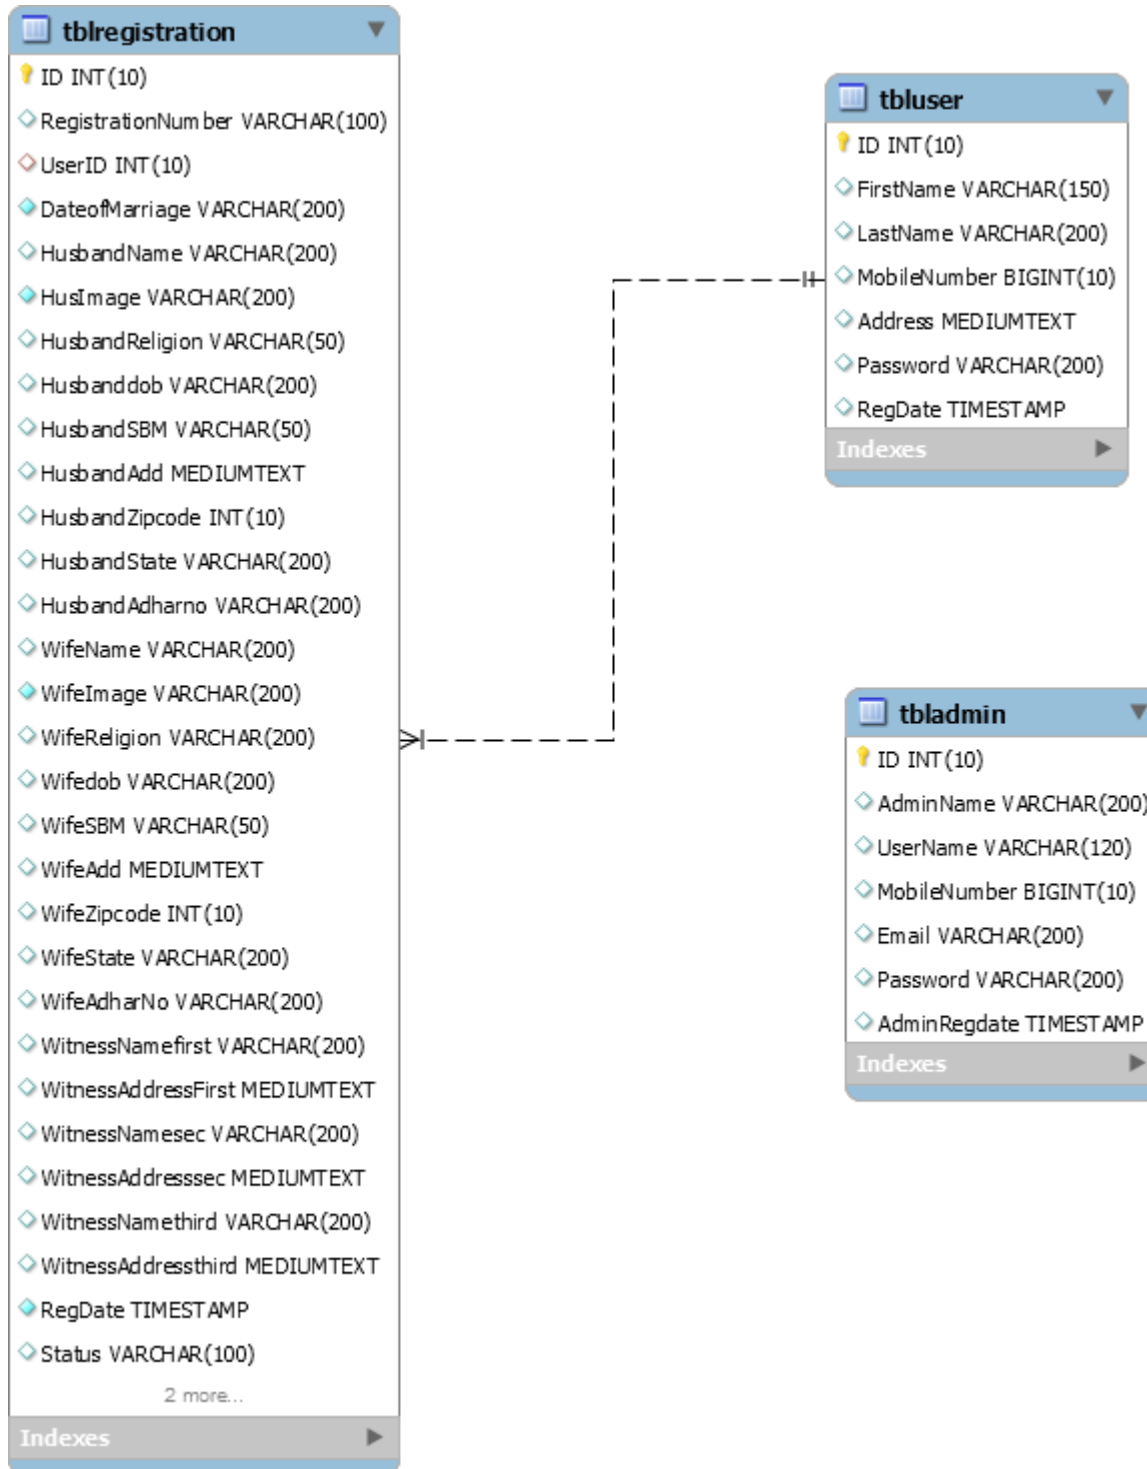 tblregistration
ID INT(10)
RegistrationNumber VARCHAR(100)
UserID INT(10)
DateofMarriage VARCHAR(200)
HusbandName VARCHAR(200)
HusImage VARCHAR(200)
HusbandReligion VARCHAR(50)
Husbanddob VARCHAR(200)
HusbandSBM VARCHAR(50)
HusbandAdd MEDIUMTEXT
HusbandZipcode INT(10)
HusbandState VARCHAR(200)
HusbandAdharno VARCHAR(200)
WifeName VARCHAR(200)
WifeImage VARCHAR(200)
WifeReligion VARCHAR(200)
Wifedob VARCHAR(200)
WifeSBM VARCHAR(50)
WifeAdd MEDIUMTEXT
WifeZipcode INT(10)
WifeState VARCHAR(200)
WifeAdharNo VARCHAR(200)
WitnessNamefirst VARCHAR(200)
WitnessAddressFirst MEDIUMTEXT
WitnessNamesec VARCHAR(200)
WitnessAddresssec MEDIUMTEXT
WitnessNamethird VARCHAR(200)
WitnessAddressthird MEDIUMTEXT
RegDate TIMESTAMP
Status VARCHAR(100)
2 more...
Indexes
tbluser
ID INT(10)
FirstName VARCHAR(150)
LastName VARCHAR(200)
MobileNumber BIGINT(10)
Address MEDIUMTEXT
Password VARCHAR(200)
RegDate TIMESTAMP
Indexes
tbladmin
ID INT(10)
AdminName VARCHAR(200)
UserName VARCHAR(120)
MobileNumber BIGINT(10)
Email VARCHAR(200)
Password VARCHAR(200)
AdminRegdate TIMESTAMP
Indexes